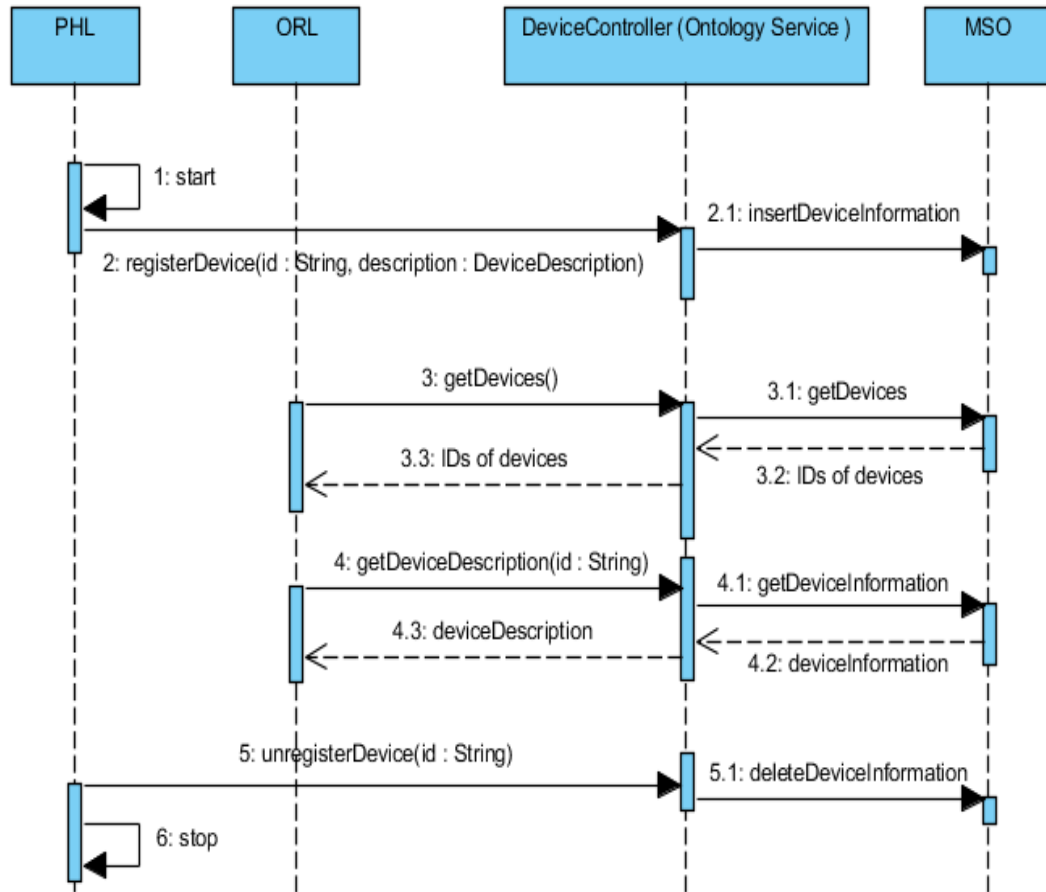 PHL
ORL
DeviceController (Ontology Service )
MSO
1: start
2.1: insertDeviceInformation
2: registerDevice(id : String, description : DeviceDescription)
3: getDevices()
3.1: getDevices
3.3: IDs of devices
3.2: IDs of devices
4: getDeviceDescription(id : String)
4.1: getDeviceInformation
4.3: deviceDescription
4.2: deviceInformation
5: unregisterDevice(id : String)
5.1: deleteDeviceInformation
6: stop